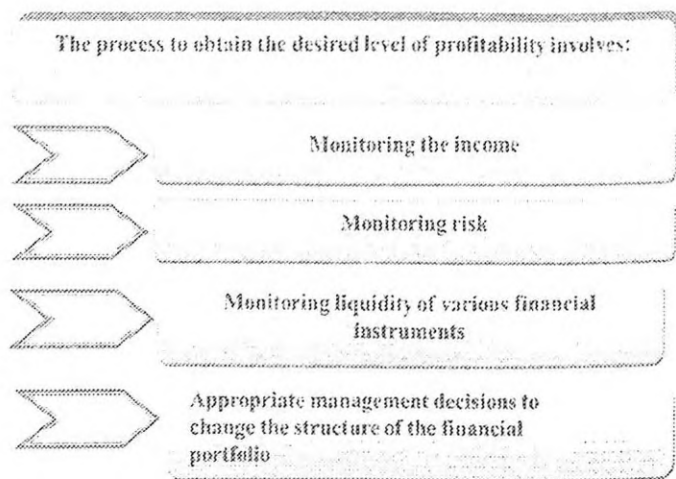 The process to obtain the desired level of profitability involves:
Monitoring the income
Monitoring risk
Monitoring liquidity of various financial
instruments
Appropriate management decisions to
change the structure of the financial
portfolio